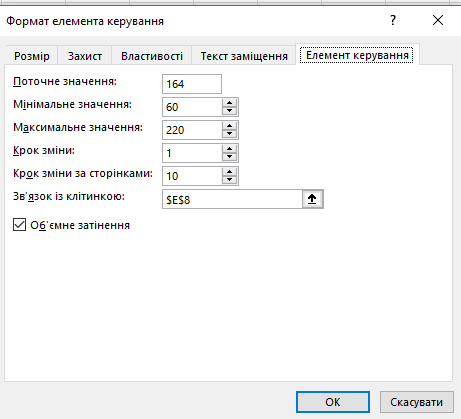 Формат елемента керування
?
Розмір Захист Властивості Текст заміщення Елемент керування
Поточне значення: 164
Мінімальне значення: 60
Максимальне значення: 220
Крок зміни: 1
Крок зміни за сторінками: 10
Зв'язок із клітинкою: $E$8
Об'ємне затінення
OK Скасувати